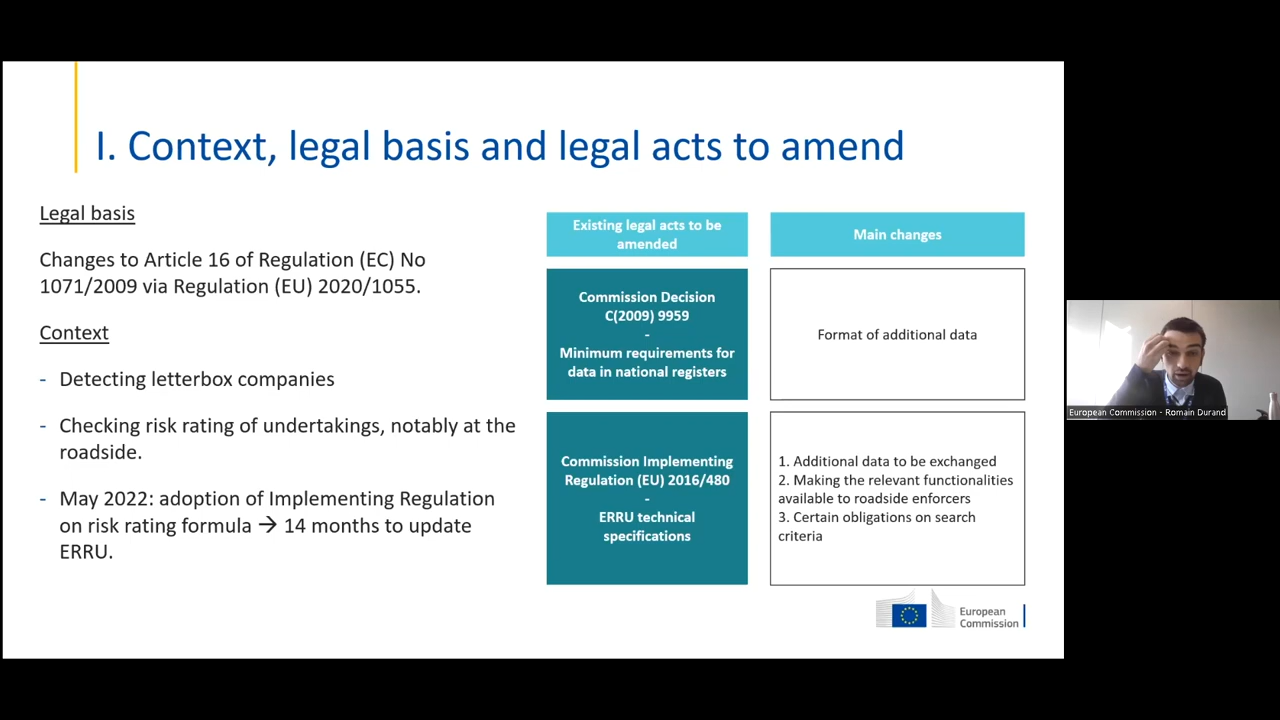 I. Context, legal basis and legal acts to amend
Legal basis
Changes to Article 16 of Regulation (EC) No
1071/2009 via Regulation (EU) 2020/1055.
Context
- Detecting letterbox companies
- Checking risk rating of undertakings, notably at the
roadside.
- May 2022: adoption of Implementing Regulation
on risk rating formula → 14 months to update
ERRU.
Existing legal acts to be
amended
Main changes
Commission Decision
C(2009) 9959
-
Minimum requirements for
data in national registers
Format of additional data
Commission Implementing
Regulation (EU) 2016/480
-
ERRU technical
specifications
1. Additional data to be exchanged
2. Making the relevant functionalities
available to roadside enforcers
3. Certain obligations on search
criteria
European
Commission
European Commission - Romain Durand